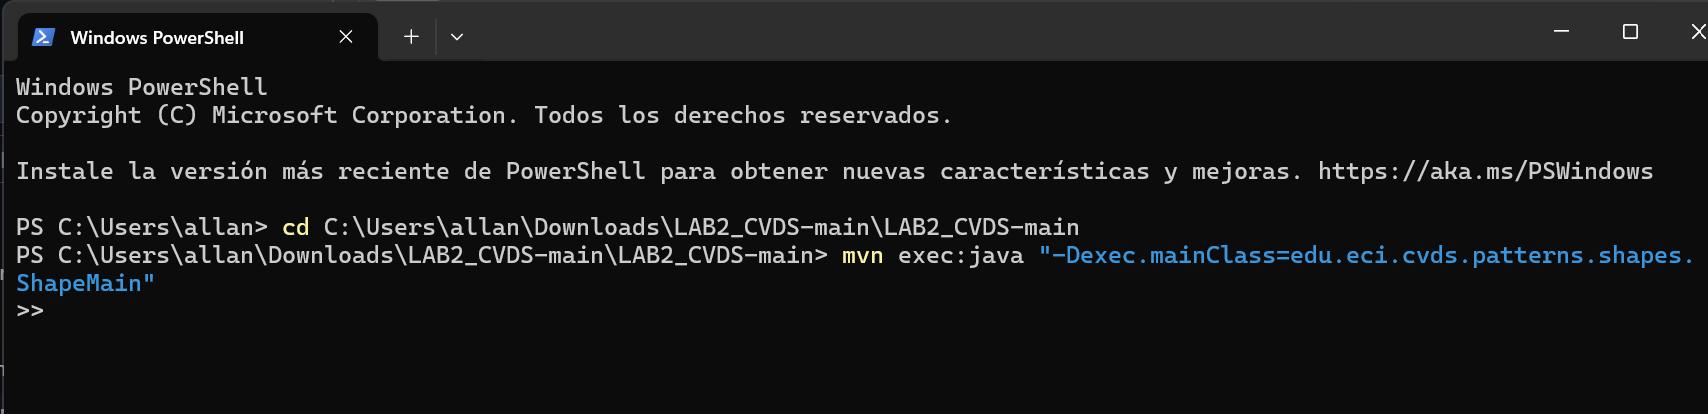 Windows PowerShell
Windows PowerShell
Copyright (C) Microsoft Corporation. Todos los derechos reservados.
Instale la versión más reciente de PowerShell para obtener nuevas características y mejoras. https://aka.ms/PSWindows
PS C:\Users\allan> cd C:\Users\allan\Downloads\LAB2_CVDS-main\LAB2_CVDS-main
PS C:\Users\allan\Downloads\LAB2_CVDS-main\LAB2_CVDS-main> mvn exec:java "-Dexec.mainClass=edu.eci.cvds.patterns.shapes.
ShapeMain"
>>